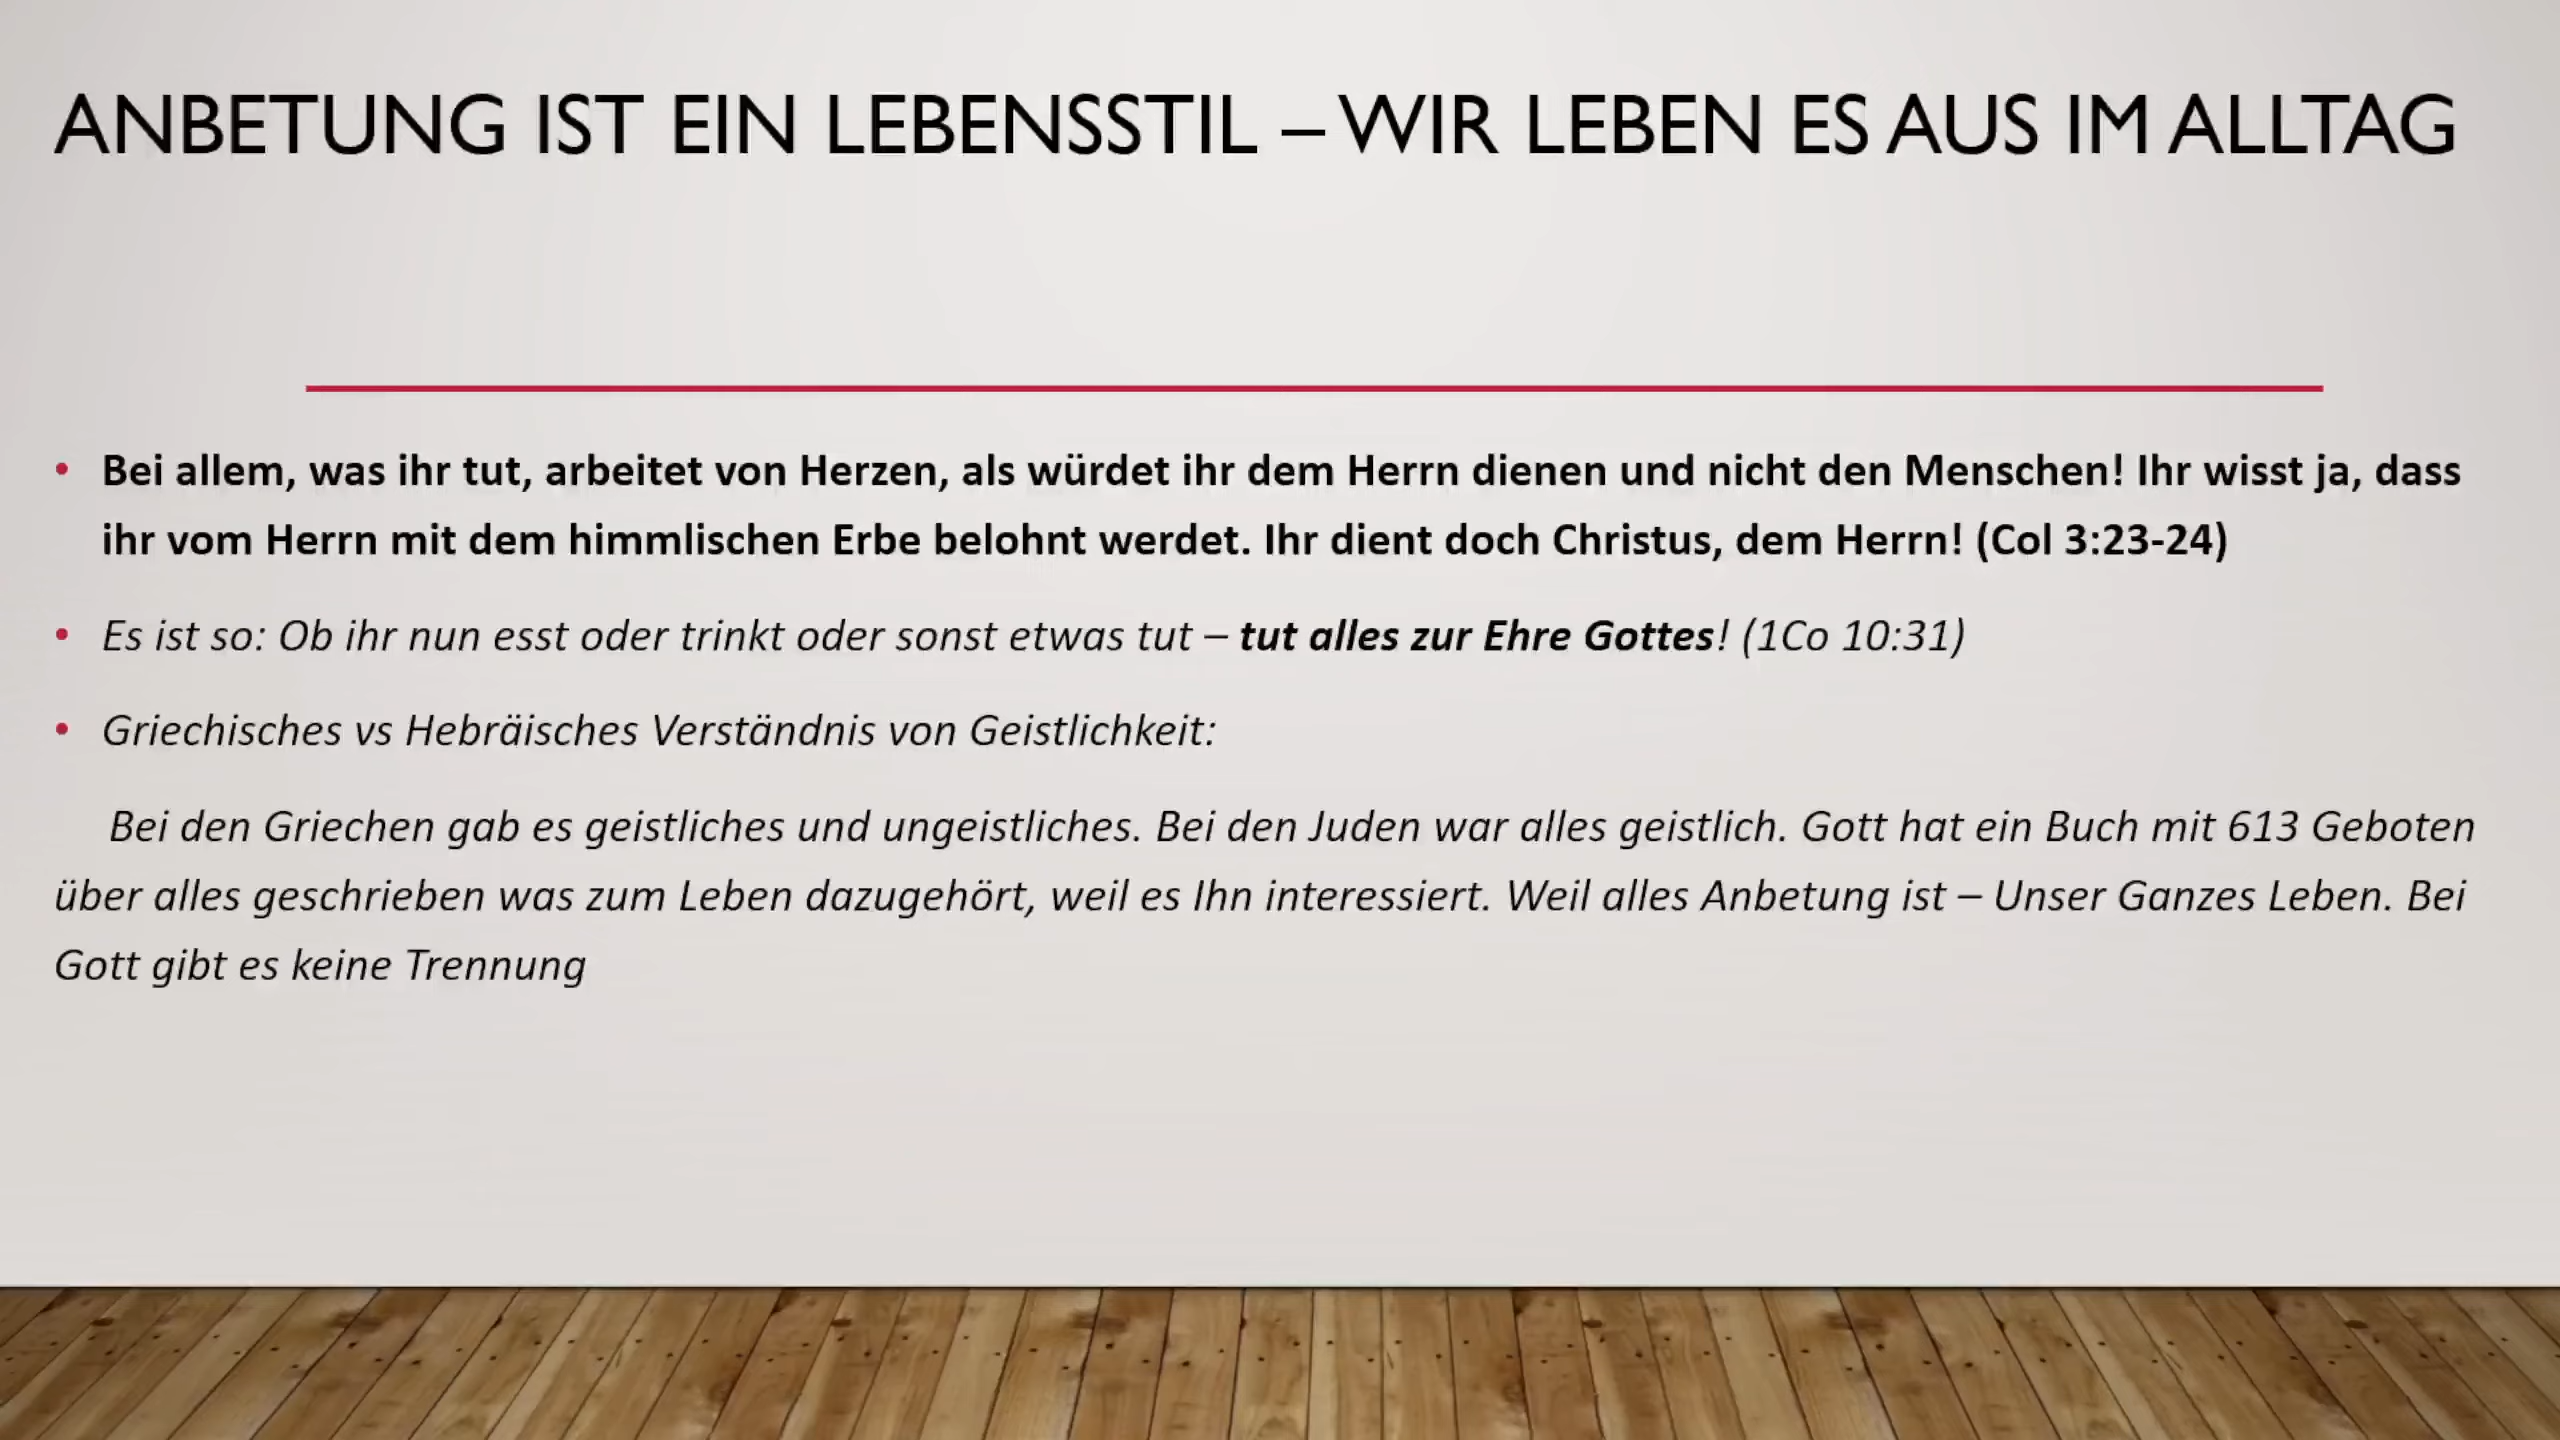 ANBETUNG IST EIN LEBENSSTIL – WIR LEBEN ES AUS IM ALLTAG
• Bei allem, was ihr tut, arbeitet von Herzen, als würdet ihr dem Herrn dienen und nicht den Menschen! Ihr wisst ja, dass
ihr vom Herrn mit dem himmlischen Erbe belohnt werdet. Ihr dient doch Christus, dem Herrn! (Col 3:23-24)
• Es ist so: Ob ihr nun esst oder trinkt oder sonst etwas tut – tut alles zur Ehre Gottes! (1Co 10:31)
• Griechisches vs Hebräisches Verständnis von Geistlichkeit:
Bei den Griechen gab es geistliches und ungeistliches. Bei den Juden war alles geistlich. Gott hat ein Buch mit 613 Geboten
über alles geschrieben was zum Leben dazugehört, weil es Ihn interessiert. Weil alles Anbetung ist – Unser Ganzes Leben. Bei
Gott gibt es keine Trennung